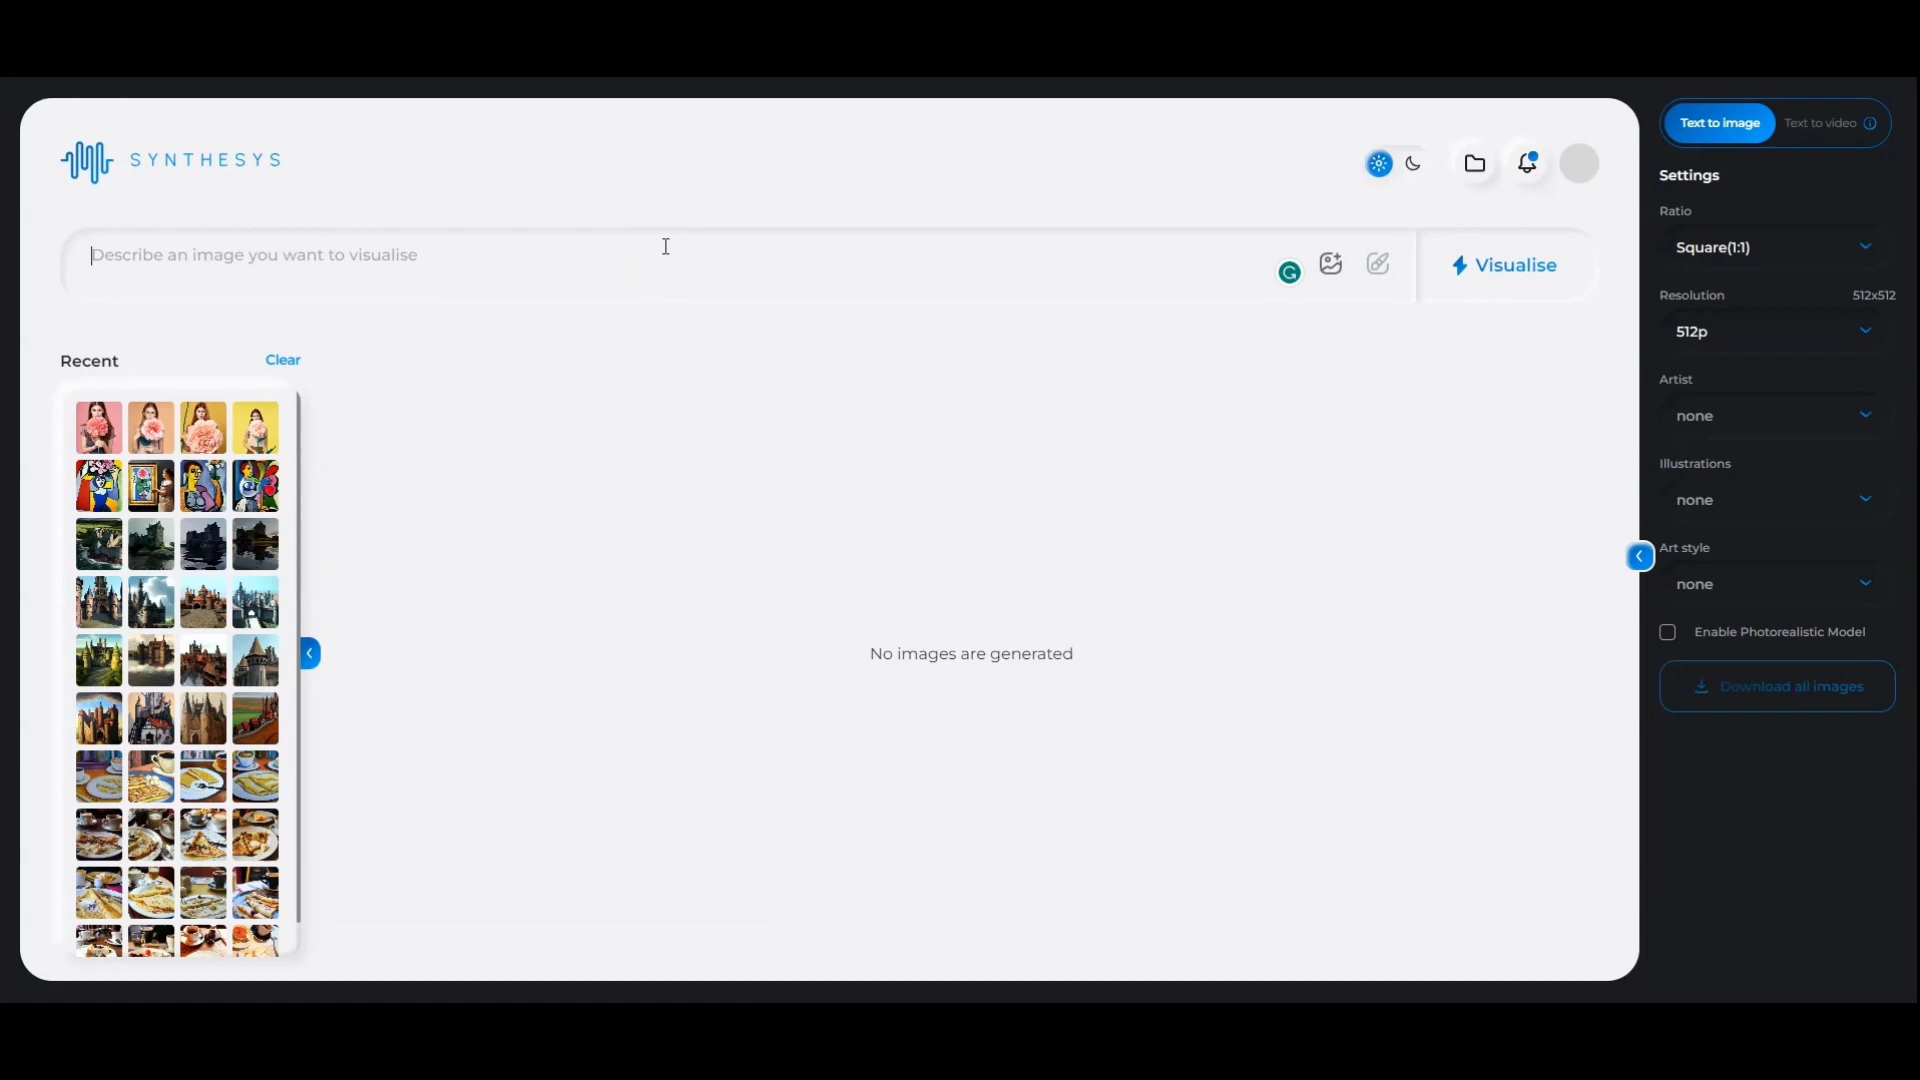 SYNTHESYS
Describe an image you want to visualise
Visualise
Recent
Clear
No images are generated
Text to image
Text to video
Settings
Ratio
Square(1:1)
Resolution 512x512
512p
Artist
none
Illustrations
none
Art style
none
Enable Photorealistic Model
Download all images